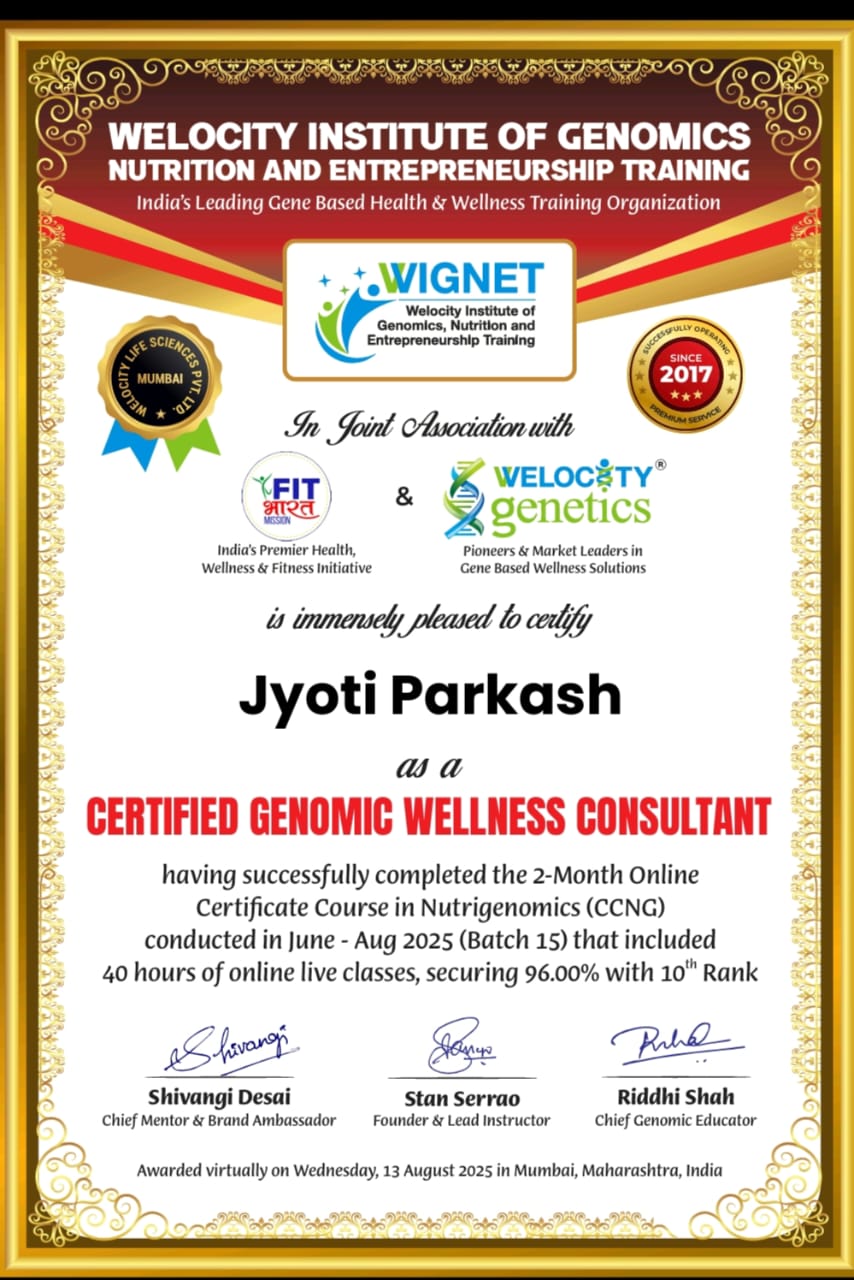 WELOCITY INSTITUTE OF GENOMICS
NUTRITION AND ENTREPRENEURSHIP TRAINING
India's Leading Gene Based Health & Wellness Training Organization
WIGNET
Welocity Institute of
Genomics, Nutrition and
Entrepreneurship Training
WELOCITY LIFE SCIENCES PVT. LTD.
MUMBAI
SUCCESSFULLY OPERATING
SINCE
2017
PREMIUM SERVICE
In Joint Association with
FIT
भारत
MISSION
&
WELOCITY®
genetics
India's Premier Health,
Wellness & Fitness Initiative
Pioneers & Market Leaders in
Gene Based Wellness Solutions
is immensely pleased to certify
Jyoti Parkash
as a
CERTIFIED GENOMIC WELLNESS CONSULTANT
having successfully completed the 2-Month Online
Certificate Course in Nutrigenomics (CCNG)
conducted in June - Aug 2025 (Batch 15) that included
40 hours of online live classes, securing 96.00% with 10th Rank
Shivangi
Shivangi Desai
Chief Mentor & Brand Ambassador
Stan Serrao
Founder & Lead Instructor
Riddhi Shah
Chief Genomic Educator
Awarded virtually on Wednesday, 13 August 2025 in Mumbai, Maharashtra, India